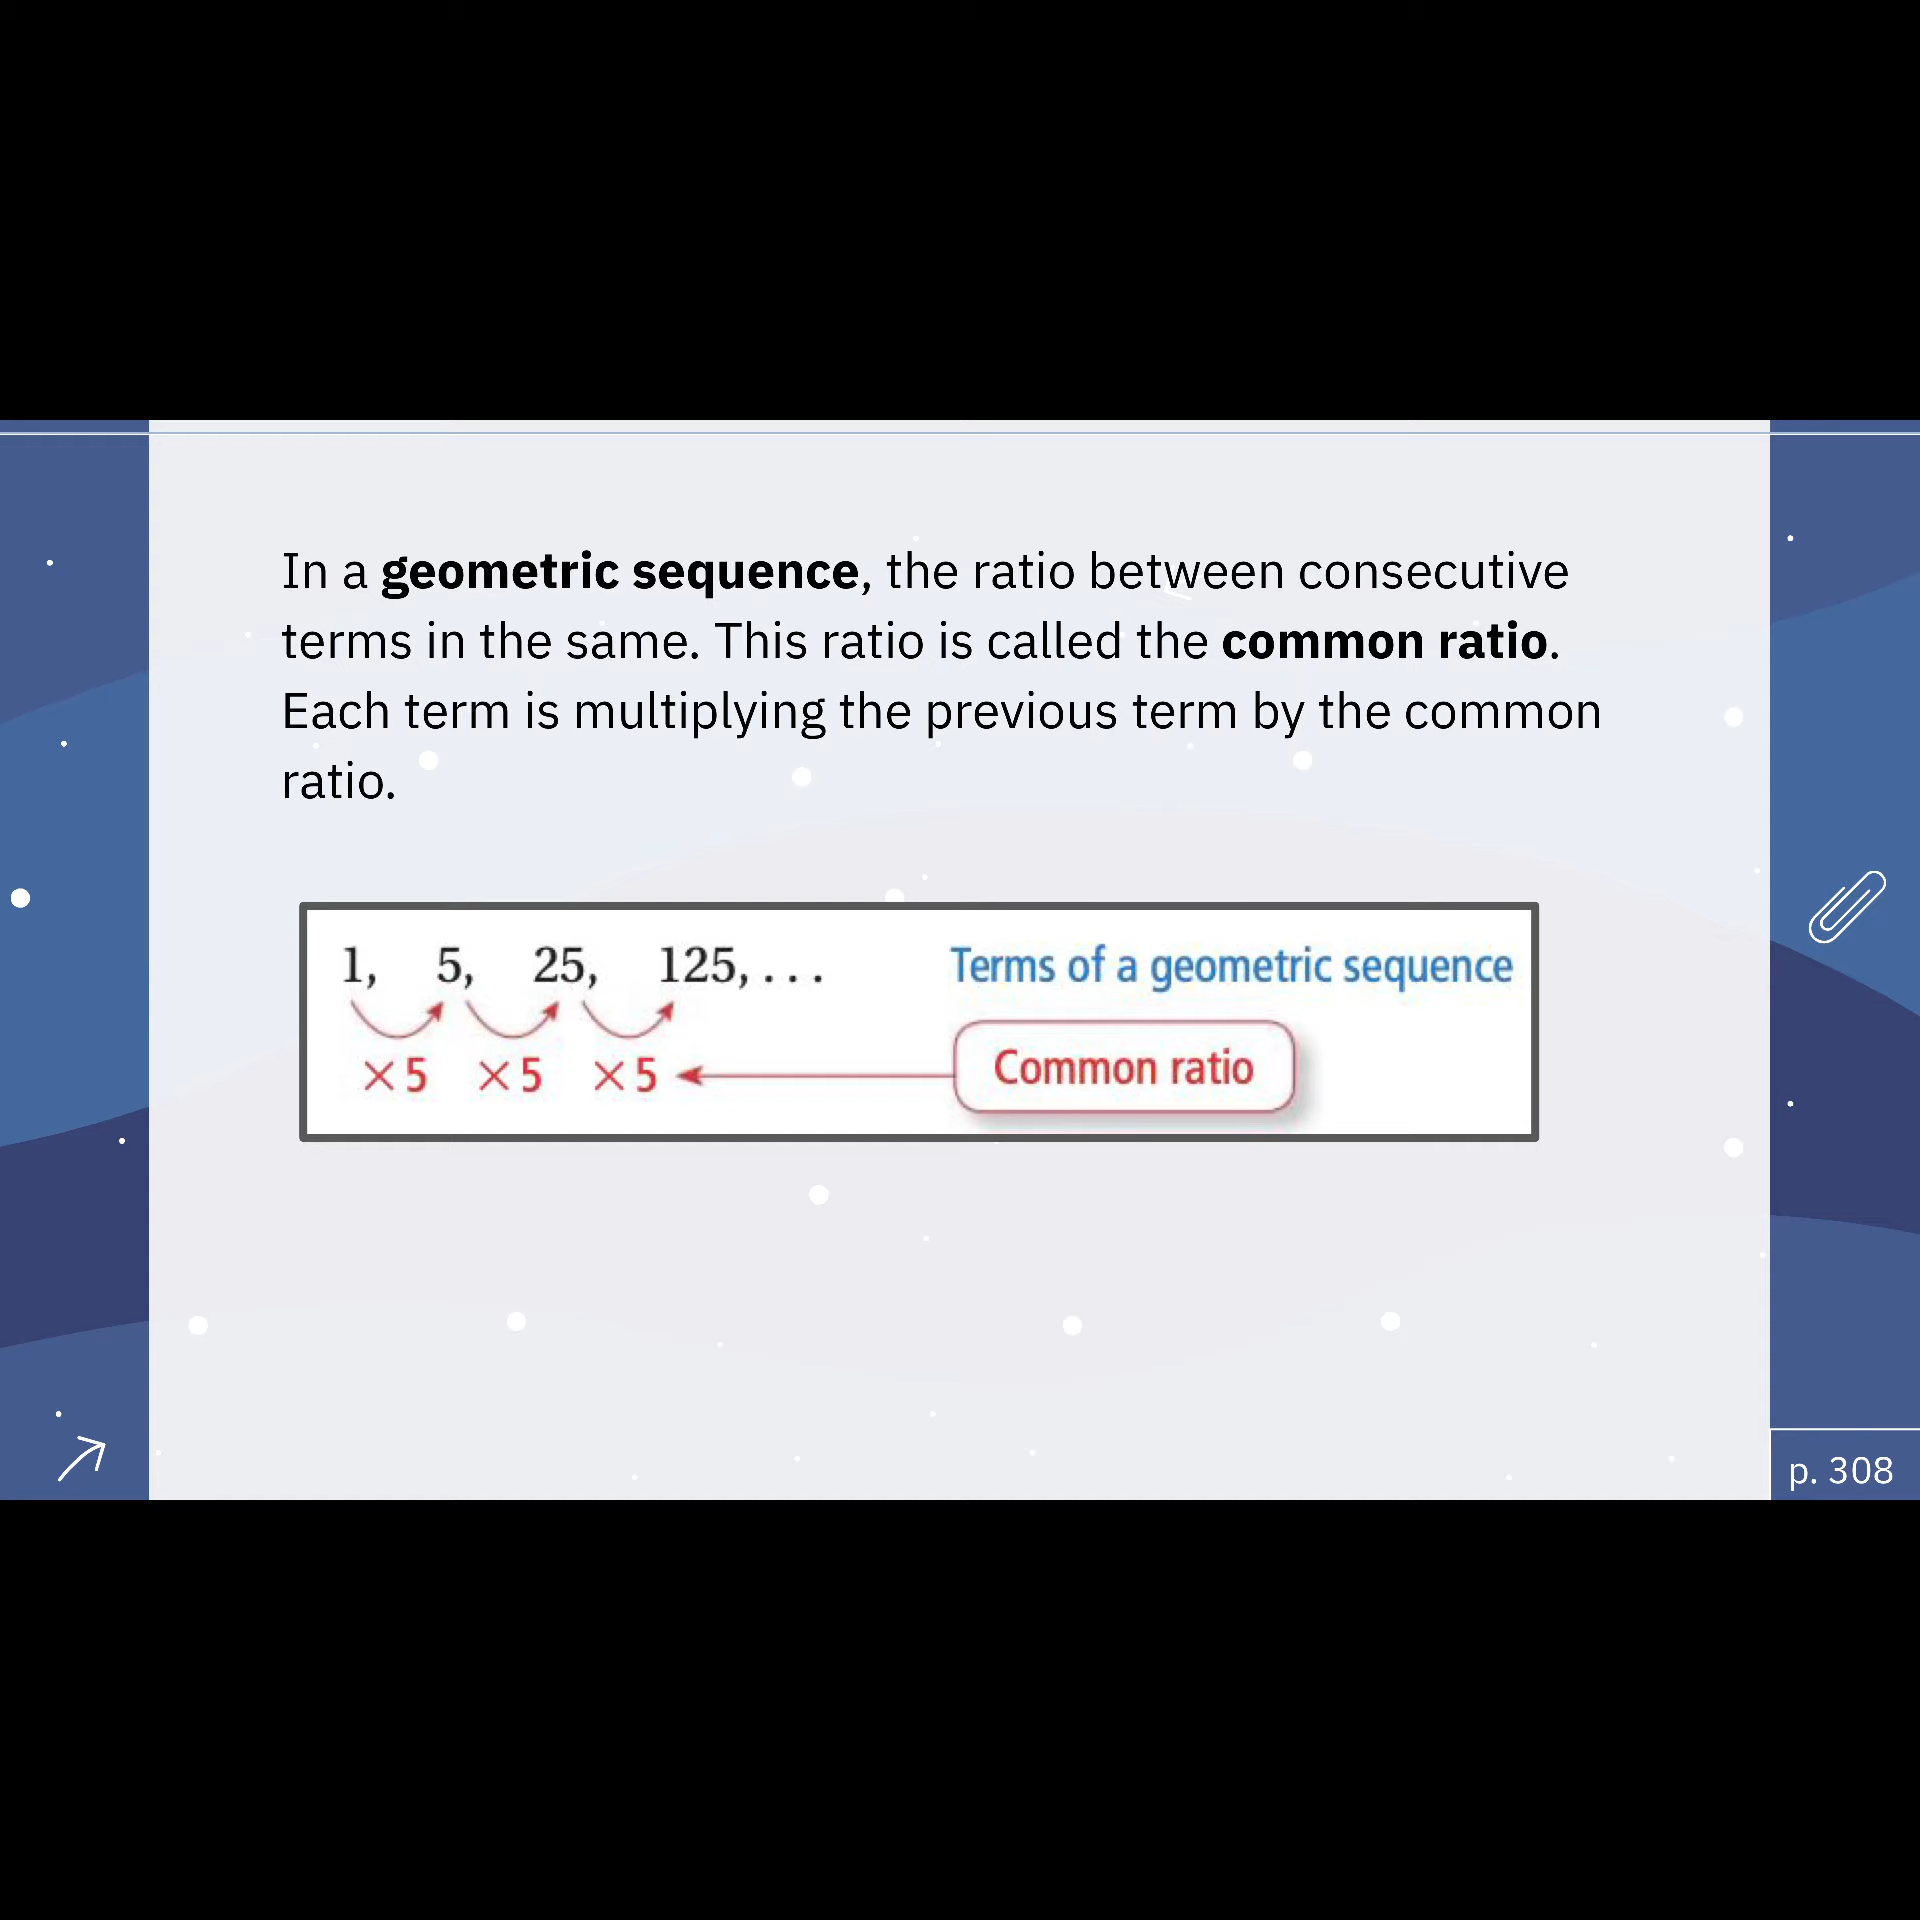 In a geometric sequence, the ratio between consecutive
terms in the same. This ratio is called the common ratio.
Each term is multiplying the previous term by the common
ratio.
1, 5, 25, 125, . . . Terms of a geometric sequence
×5 ×5 ×5 Common ratio
p. 308